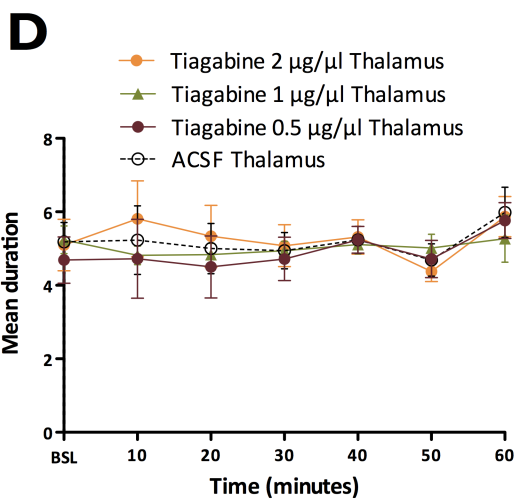 D
Tiagabine 2 µg/µl Thalamus
Tiagabine 1 µg/µl Thalamus
Tiagabine 0.5 µg/µl Thalamus
ACSF Thalamus
Mean duration
8
6
4
2
0
BSL 10 20 30 40 50 60
Time (minutes)